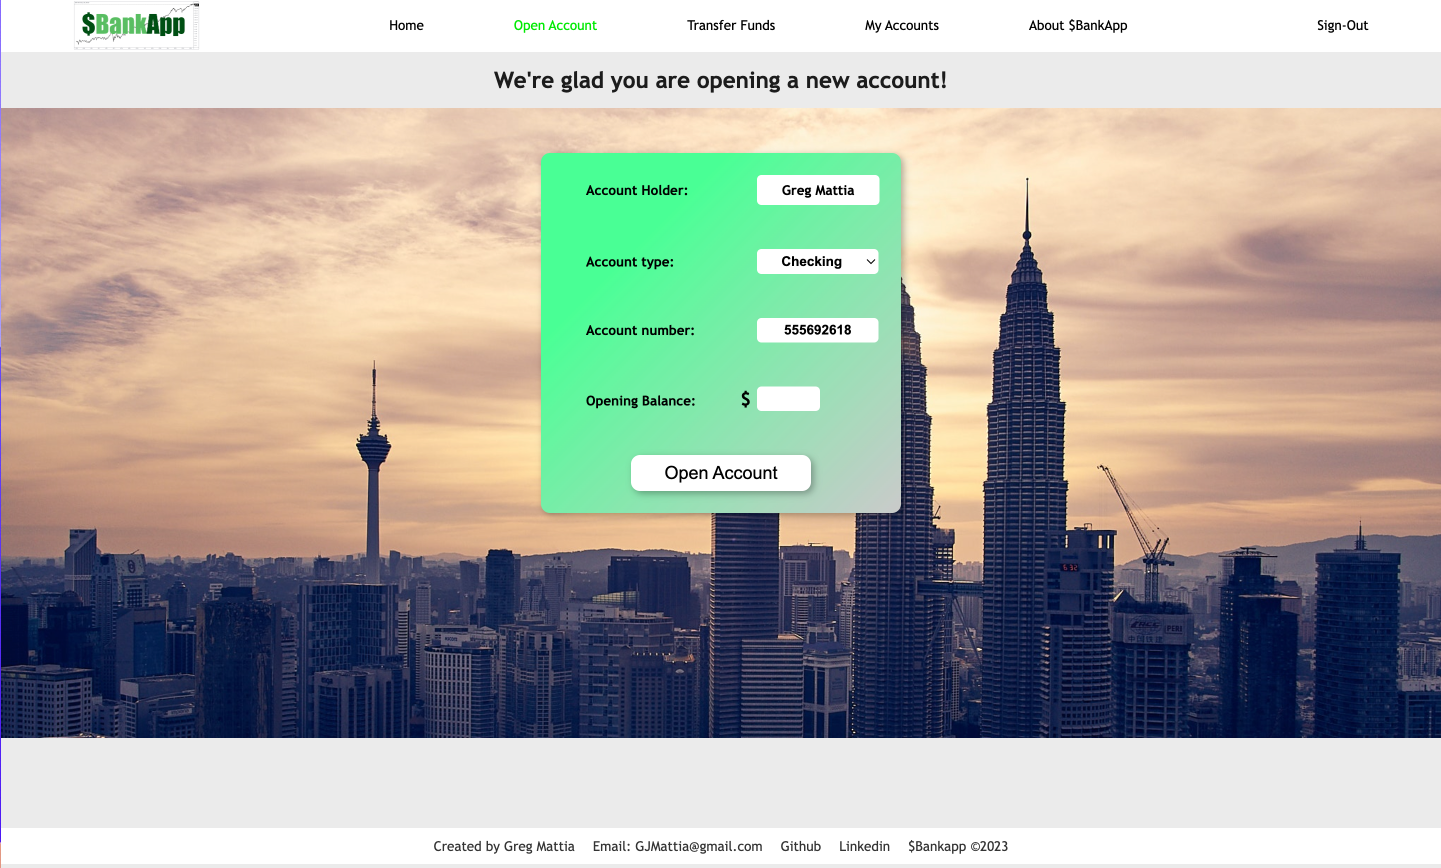 $BankApp
Home Open Account Transfer Funds My Accounts About $BankApp Sign-Out
We're glad you are opening a new account!
Account Holder: Greg Mattia
Account type: Checking
Account number: 555692618
Opening Balance: $
Open Account
Created by Greg Mattia Email: GJMattia@gmail.com Github Linkedin $Bankapp ©2023